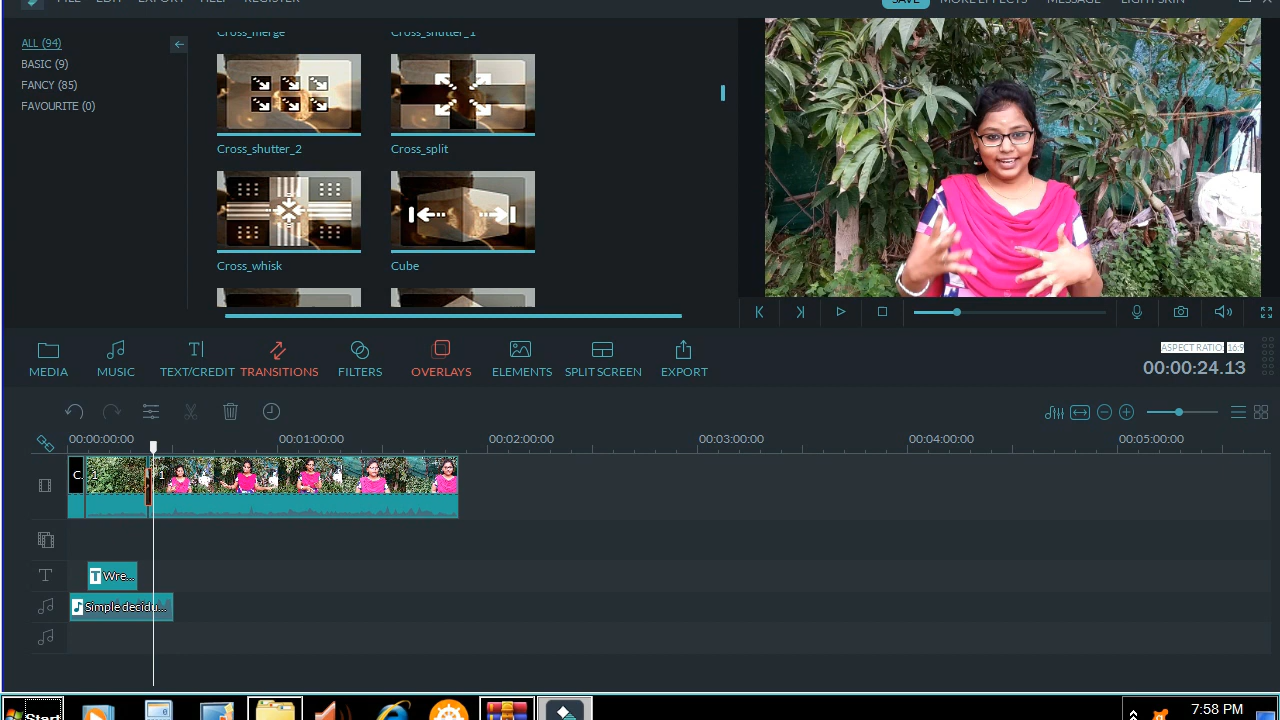 FILE EDIT EXPORT HELP REGISTER
SAVE MORE EFFECTS MESSAGE LIGHT SKIN
ALL (94)
BASIC (9)
FANCY (85)
FAVOURITE (0)
Cross_merge Cross_shutter_1
Cross_shutter_2 Cross_split
Cross_whisk Cube
MEDIA MUSIC TEXT/CREDIT TRANSITIONS FILTERS OVERLAYS ELEMENTS SPLIT SCREEN EXPORT
ASPECT RATIO: 16:9
00:00:24.13
00:00:00:00 00:01:00:00 00:02:00:00 00:03:00:00 00:04:00:00 00:05:00:00
C. 1 1
T Wre...
Simple decidu...
Start
7:58 PM